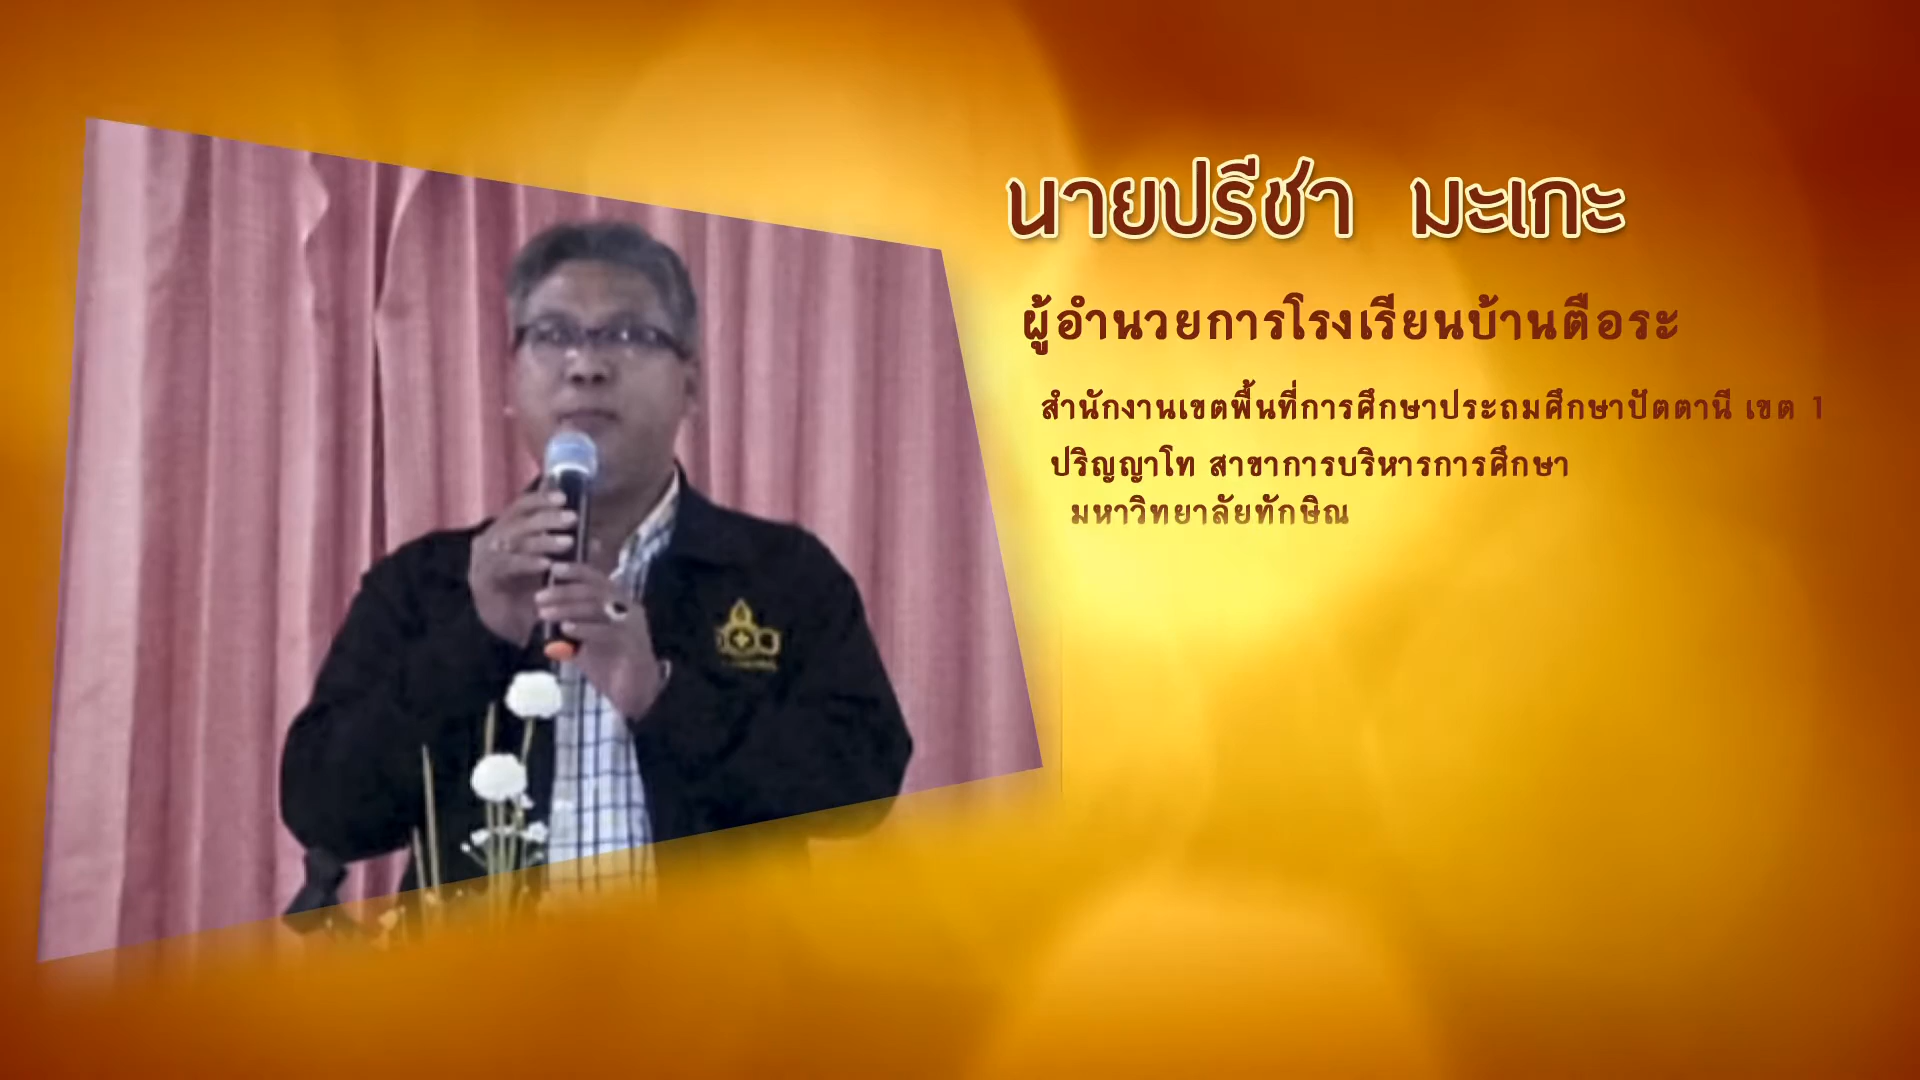 นายปรีชา มะเกะ
ผู้อำนวยการโรงเรียนบ้านตือระ
สำนักงานเขตพื้นที่การศึกษาประถมศึกษาปัตตานี เขต 1
ปริญญาโท สาขาการบริหารการศึกษา
มหาวิทยาลัยทักษิณ